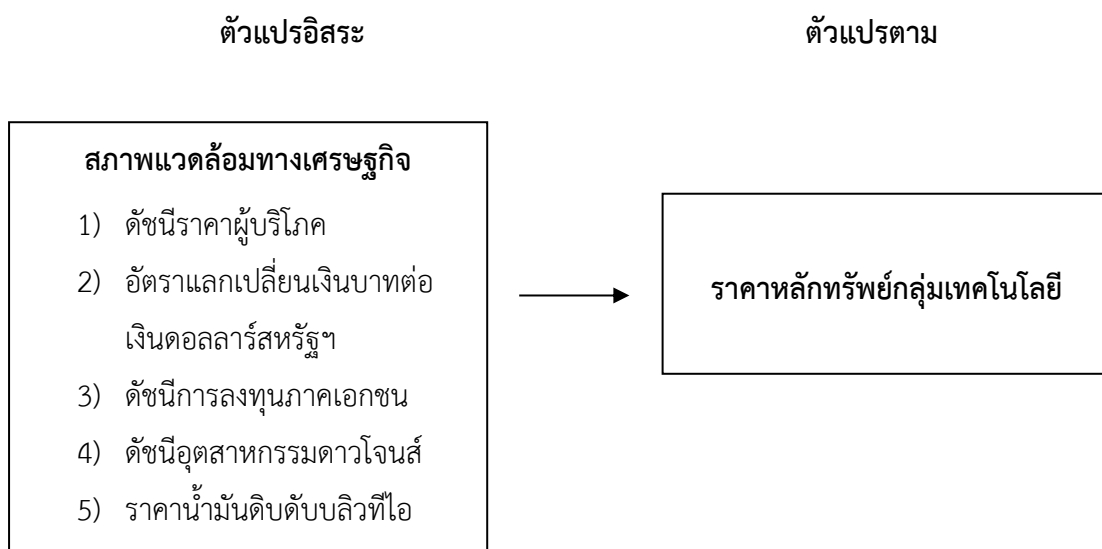 ตัวแปรอิสระ
ตัวแปรตาม
สภาพแวดล้อมทางเศรษฐกิจ
1) ดัชนีราคาผู้บริโภค
2) อัตราแลกเปลี่ยนเงินบาทต่อ
เงินดอลลาร์สหรัฐฯ
3) ดัชนีการลงทุนภาคเอกชน
4) ดัชนีอุตสาหกรรมดาวโจนส์
5) ราคาน้ำมันดิบดับบลิวทีไอ
ราคาหลักทรัพย์กลุ่มเทคโนโลยี